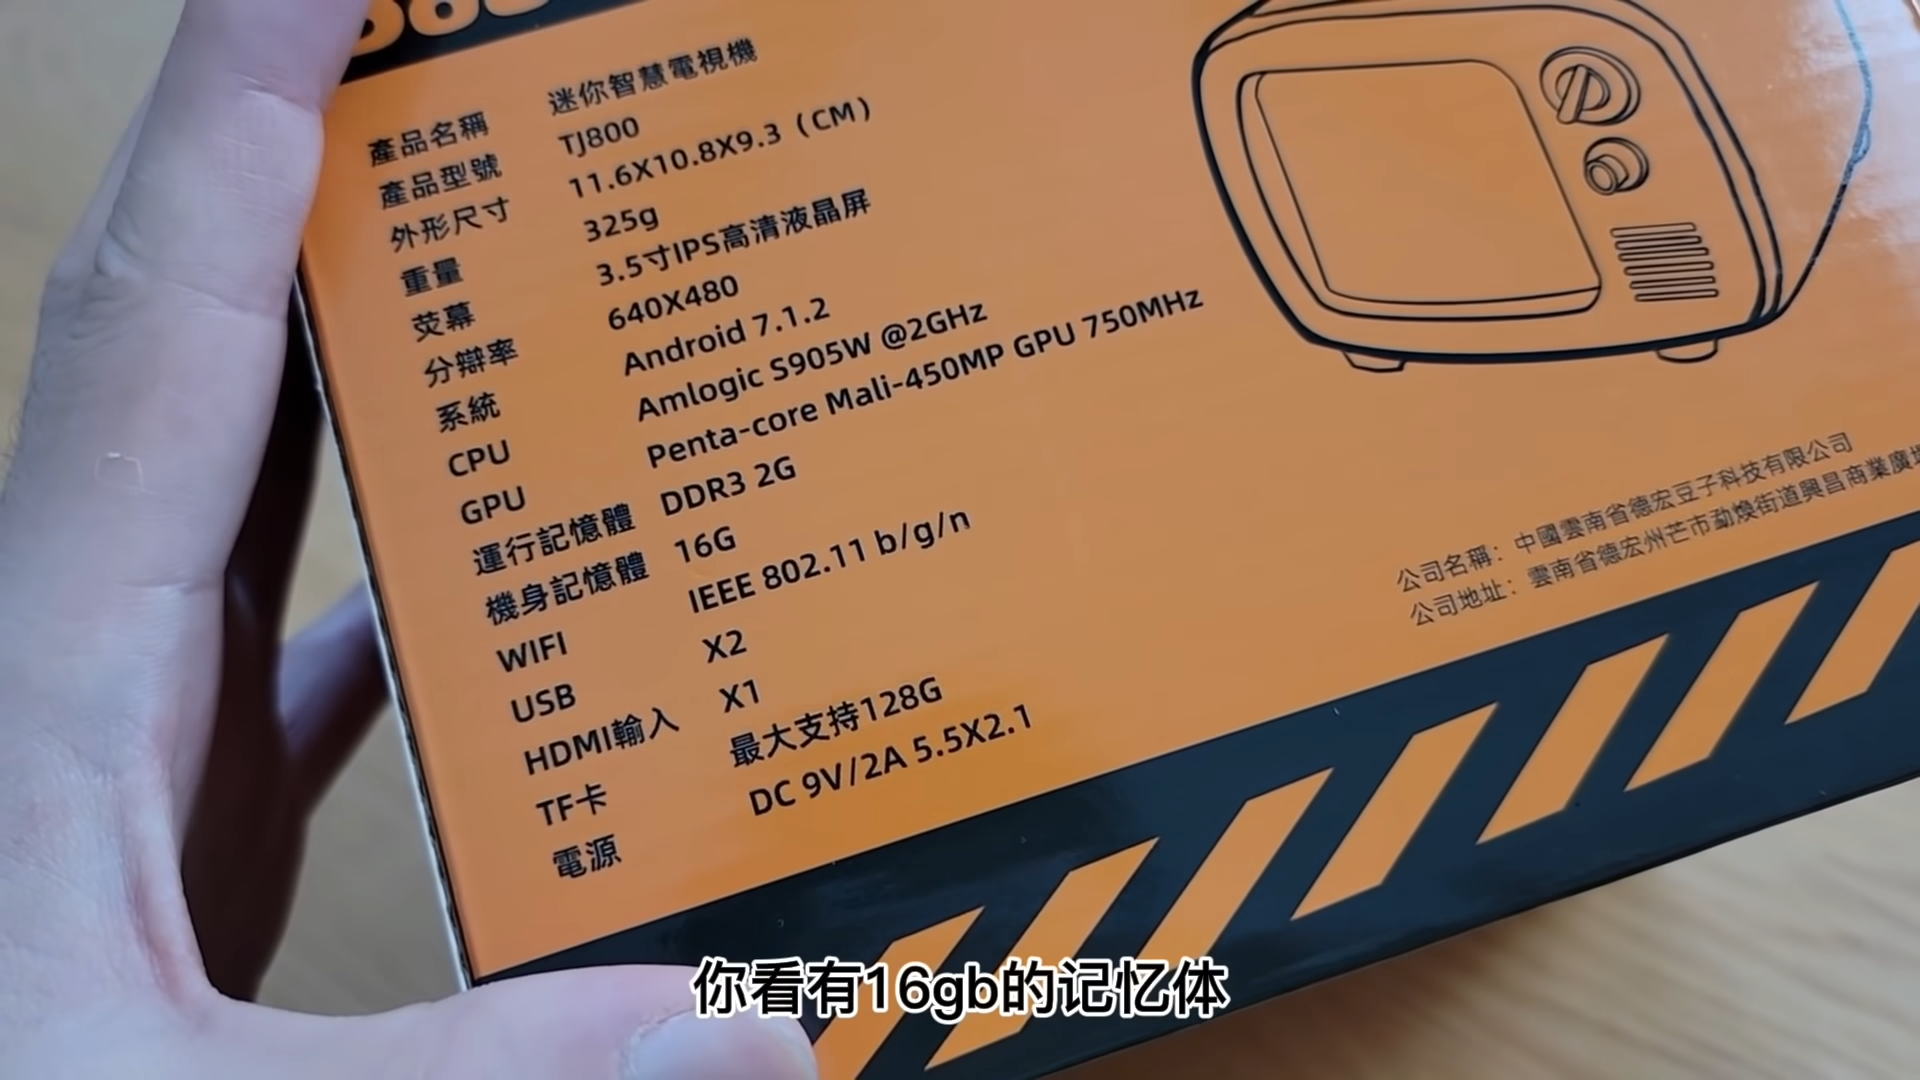 產品名稱 迷你智慧電視機
產品型號 TJ800
外形尺寸 11.6X10.8X9.3（CM）
重量 325g
熒幕 3.5寸IPS高清液晶屏
分辯率 640X480
系統 Android 7.1.2
CPU Amlogic S905W @2GHz
GPU Penta-core Mali-450MP GPU 750MHz
運行記憶體 DDR3 2G
機身記憶體 16G
WIFI IEEE 802.11 b/g/n
USB X2
HDMI輸入 X1
TF卡 最大支持128G
電源 DC 9V/2A 5.5X2.1
公司名稱：中國雲南省德宏豆子科技有限公司
公司地址：雲南省德宏州芒市勐煥街道興昌商業廣場
你看有16gb的记忆体